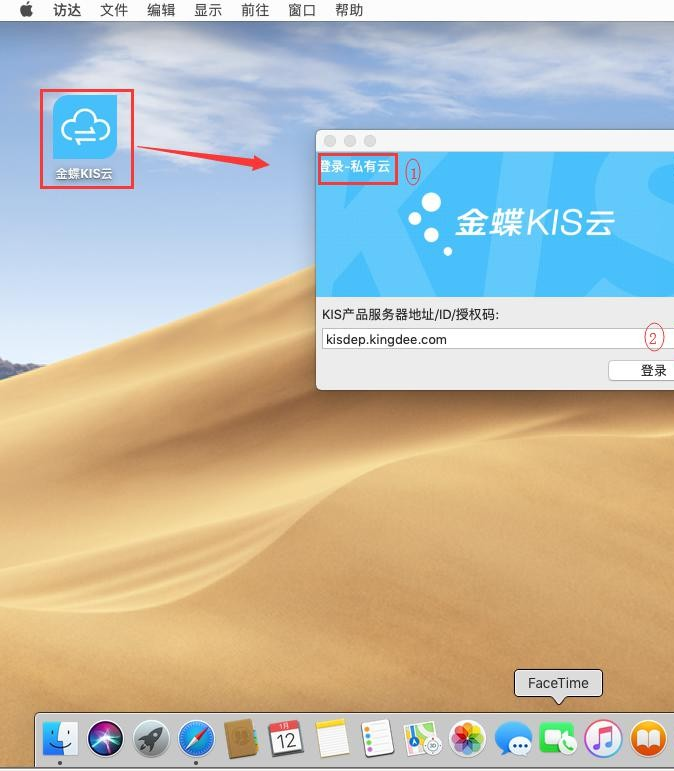 访达 文件 编辑 显示 前往 窗口 帮助
金蝶KIS云
登录-私有云
1
金蝶KIS云
KIS
KIS产品服务器地址/ID/授权码:
kisdep.kingdee.com
2
登录
FaceTime
1月
12
3D